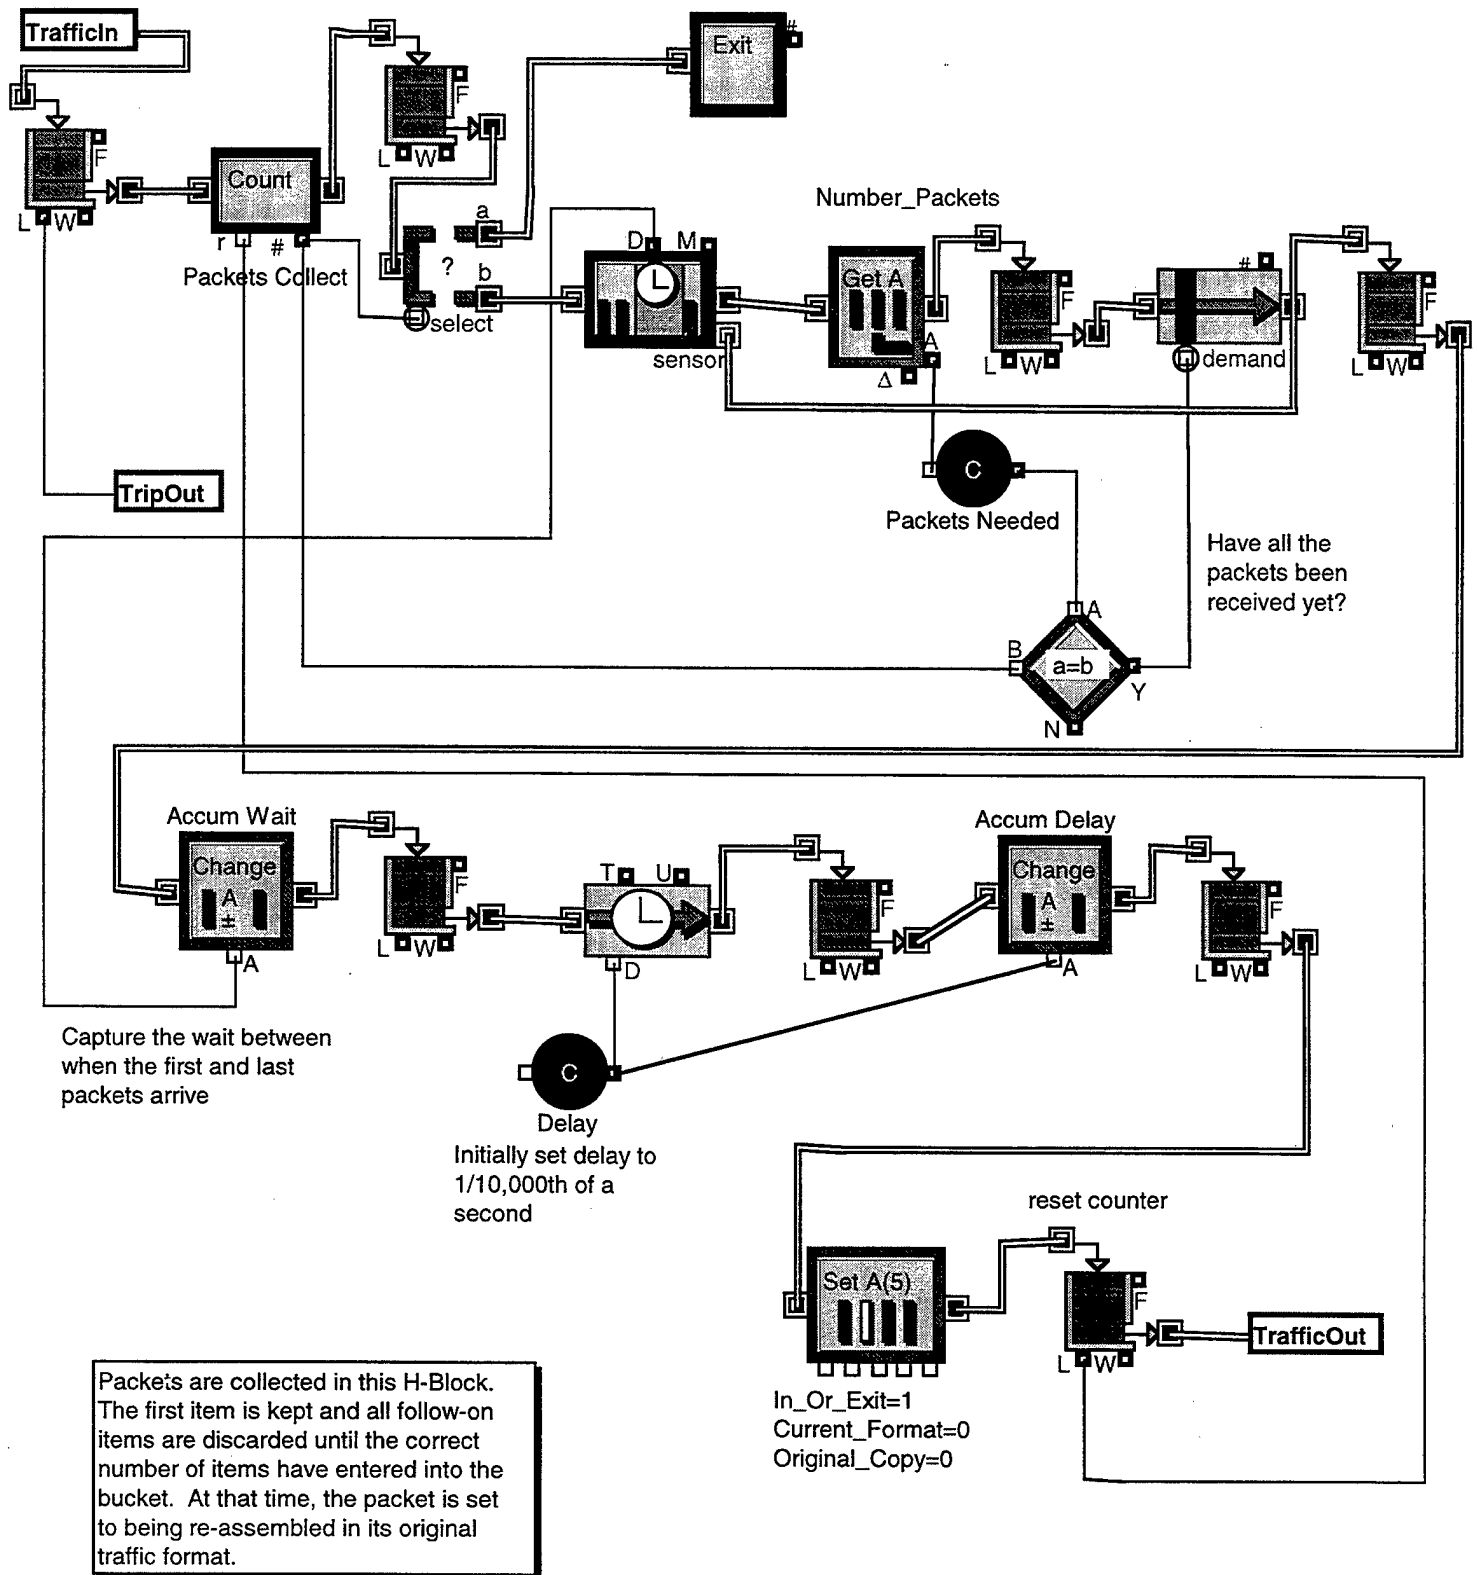 TrafficIn
F
L W
Count
r #
Packets Collect
F
L W
Exit
#
a
?
b
select
D M
sensor
Number_Packets
Get A
A
Δ
F
L W
#
demand
F
L W
TripOut
C
Packets Needed
Have all the
packets been
received yet?
A
B
a=b
Y
N
Accum Wait
Change
A
±
A
Capture the wait between
when the first and last
packets arrive
F
L W
T U
D
C
Delay
Initially set delay to
1/10,000th of a
second
F
L W
Accum Delay
Change
A
±
A
F
L W
reset counter
Set A(5)
In_Or_Exit=1
Current_Format=0
Original_Copy=0
F
L W
TrafficOut
Packets are collected in this H-Block.
The first item is kept and all follow-on
items are discarded until the correct
number of items have entered into the
bucket. At that time, the packet is set
to being re-assembled in its original
traffic format.